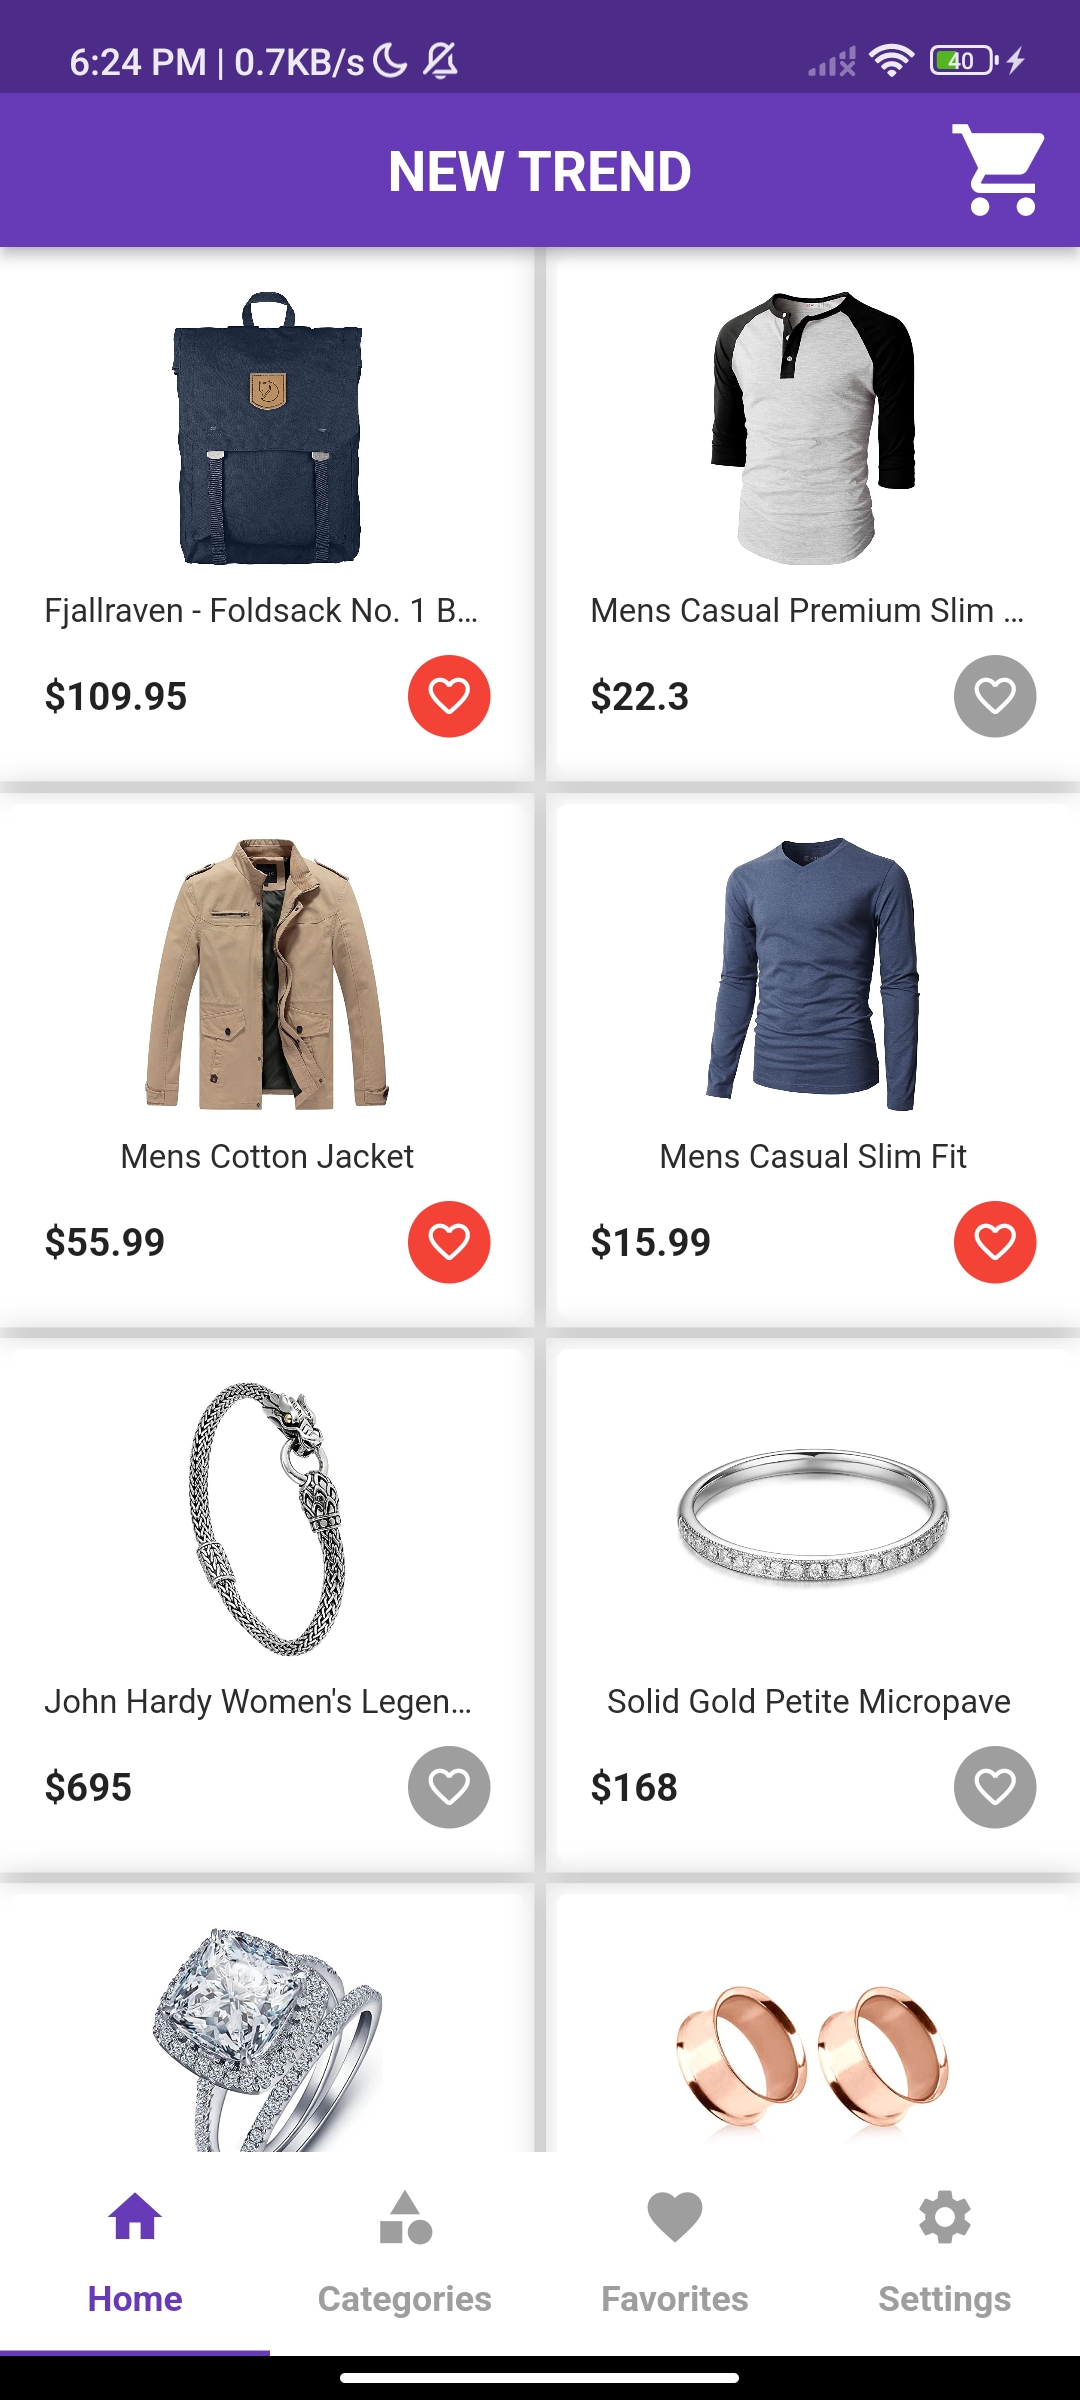 6:24 PM | 0.7KB/s
40
NEW TREND
Fjallraven - Foldsack No. 1 B...
Mens Casual Premium Slim ...
$109.95
$22.3
Mens Cotton Jacket
Mens Casual Slim Fit
$55.99
$15.99
John Hardy Women's Legen...
Solid Gold Petite Micropave
$695
$168
Home
Categories
Favorites
Settings